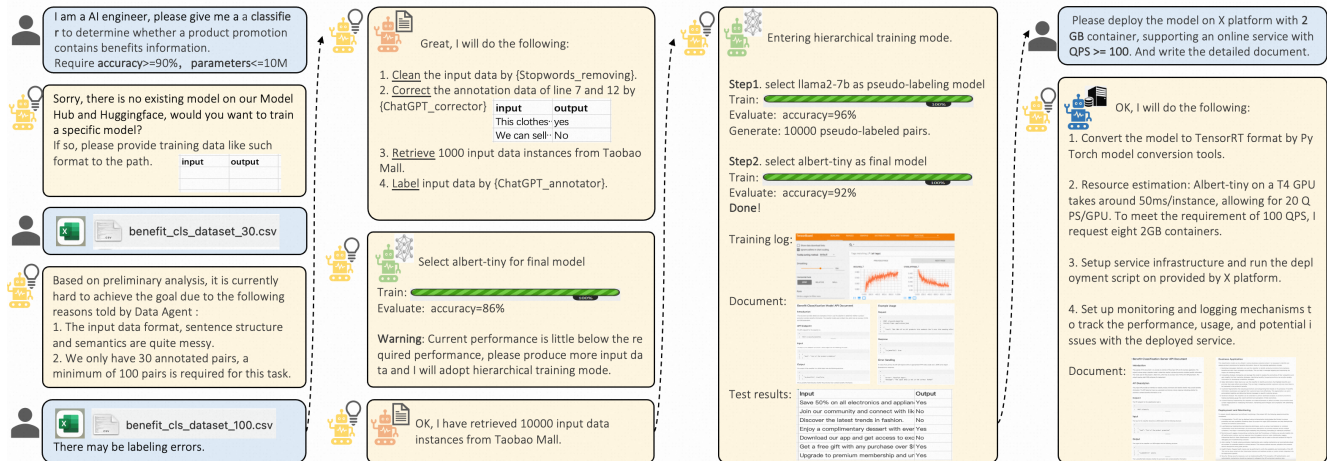 I am a AI engineer, please give me a a classifie
r to determine whether a product promotion
contains benefits information.
Require accuracy>=90%, parameters<=10M
Sorry, there is no existing model on our Model
Hub and Huggingface, would you want to train
a specific model?
If so, please provide training data like such
format to the path.
input output
benefit_cls_dataset_30.csv
Based on preliminary analysis, it is currently
hard to achieve the goal due to the following
reasons told by Data Agent :
1. The input data format, sentence structure
and semantics are quite messy.
2. We only have 30 annotated pairs, a
minimum of 100 pairs is required for this task.
benefit_cls_dataset_100.csv
There may be labeling errors.
Great, I will do the following:
1. Clean the input data by {Stopwords_removing}.
2. Correct the annotation data of line 7 and 12 by
{ChatGPT_corrector}
input output
This clothes·· yes
We can sell·· No
3. Retrieve 1000 input data instances from Taobao
Mall.
4. Label input data by {ChatGPT_annotator}.
Select albert-tiny for final model
Train:
100%
Evaluate: accuracy=86%
Warning: Current performance is little below the re
quired performance, please produce more input da
ta and I will adopt hierarchical training mode.
OK, I have retrieved 10000 input data
instances from Taobao Mall.
Entering hierarchical training mode.
Step1. select llama2-7b as pseudo-labeling model
Train:
100%
Evaluate: accuracy=96%
Generate: 10000 pseudo-labeled pairs.
Step2. select albert-tiny as final model
Train:
100%
Evaluate: accuracy=92%
Done!
Training log:
Document:
Test results:
Input Output
Save 50% on all electronics and applian Yes
Join our community and connect with lik No
Discover the latest trends in fashion. No
Enjoy a complimentary dessert with ever Yes
Download our app and get access to exc No
Get a free gift with any purchase over $ Yes
Upgrade to premium membership and un Yes
Please deploy the model on X platform with 2
GB container, supporting an online service with
QPS >= 100. And write the detailed document.
OK, I will do the following:
1. Convert the model to TensorRT format by Py
Torch model conversion tools.
2. Resource estimation: Albert-tiny on a T4 GPU
takes around 50ms/instance, allowing for 20 Q
PS/GPU. To meet the requirement of 100 QPS, I
request eight 2GB containers.
3. Setup service infrastructure and run the depl
oyment script on provided by X platform.
4. Set up monitoring and logging mechanisms t
o track the performance, usage, and potential i
ssues with the deployed service.
Document: